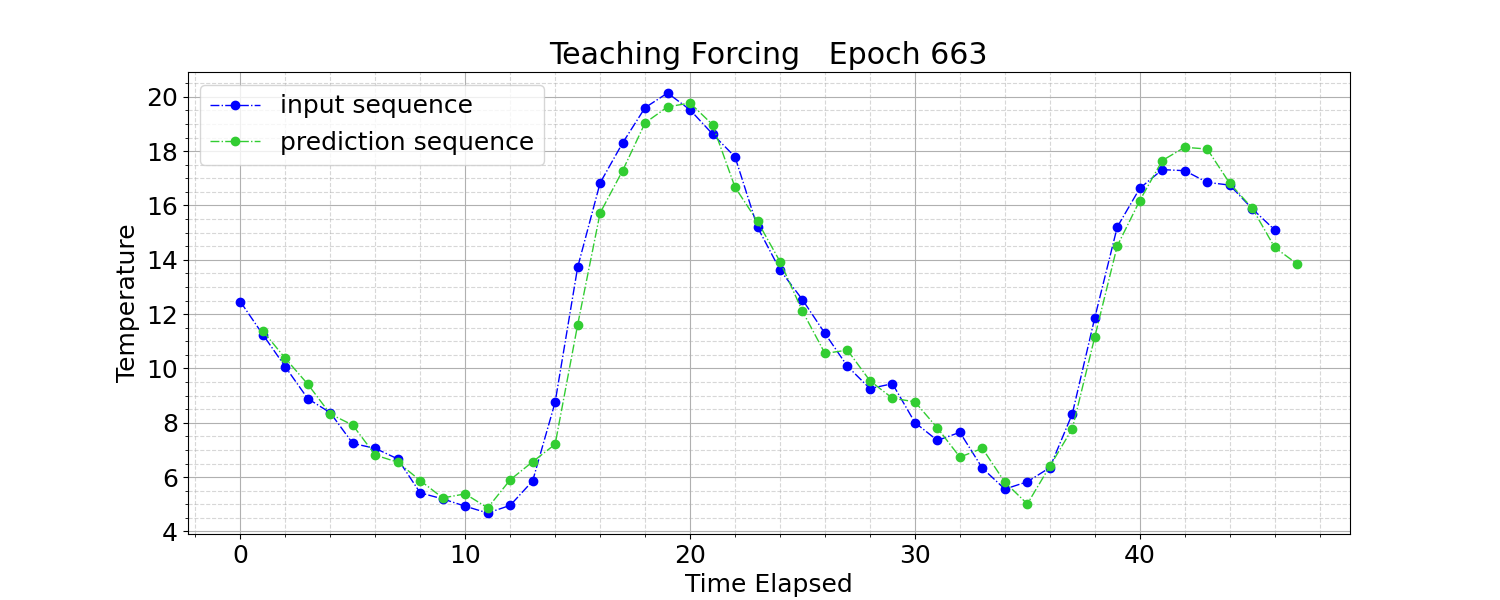 Teaching Forcing   Epoch 663
input sequence
prediction sequence
20
18
16
14
12
10
8
6
4
Temperature
0 10 20 30 40
Time Elapsed